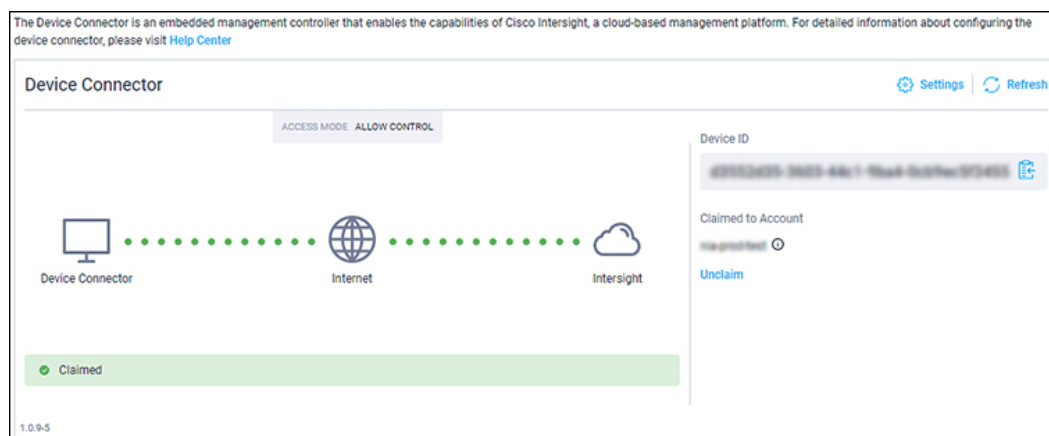 The Device Connector is an embedded management controller that enables the capabilities of Cisco Intersight, a cloud-based management platform. For detailed information about configuring the
device connector, please visit Help Center
Device Connector
Settings
Refresh
ACCESS MODE ALLOW CONTROL
Device ID
Claimed to Account
Device Connector
Internet
Intersight
Unclaim
Claimed
1.0.9-5